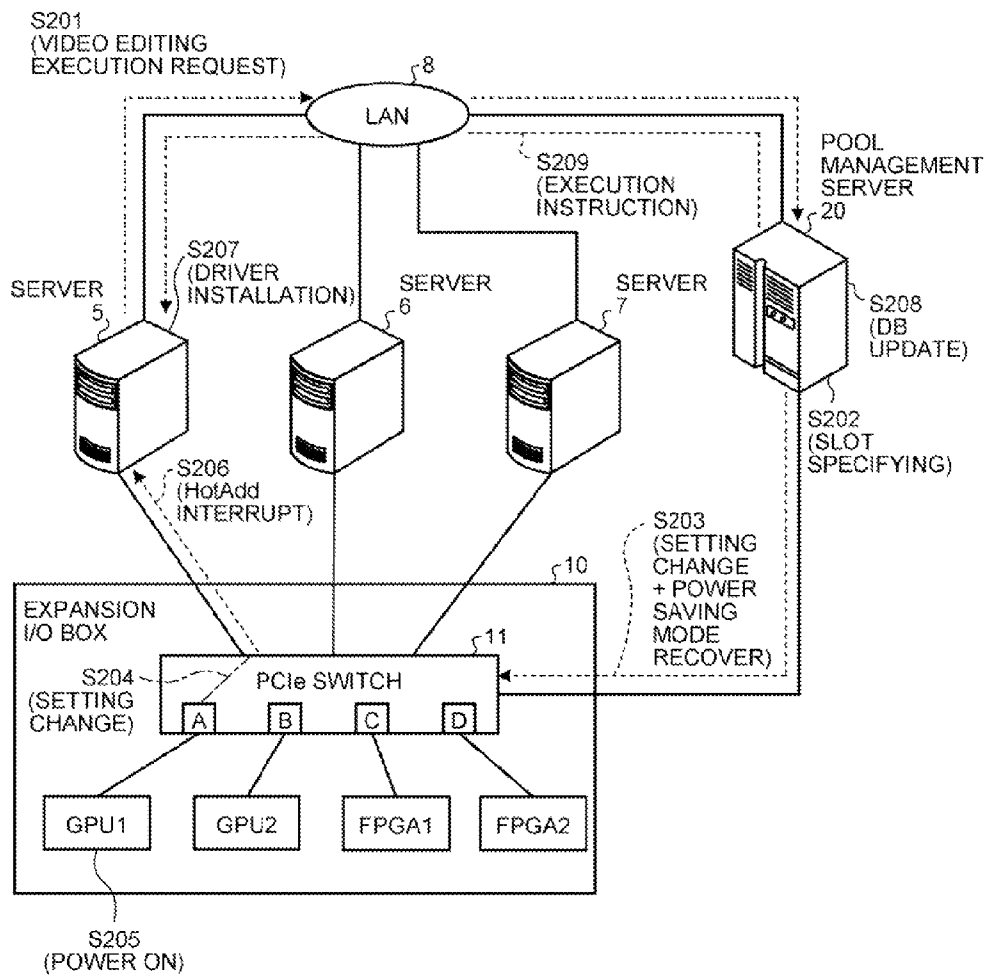 S201
(VIDEO EDITING
EXECUTION REQUEST)
8
LAN
S209
(EXECUTION
INSTRUCTION)
POOL
MANAGEMENT
SERVER
20
S207
(DRIVER
INSTALLATION)
SERVER
5
SERVER
6
SERVER
7
S208
(DB
UPDATE)
S202
(SLOT
SPECIFYING)
S206
(HotAdd
INTERRUPT)
S203
(SETTING
CHANGE
+ POWER
SAVING
MODE
RECOVER)
10
EXPANSION
I/O BOX
11
PCIe SWITCH
S204
(SETTING
CHANGE)
A
B
C
D
GPU1
GPU2
FPGA1
FPGA2
S205
(POWER ON)